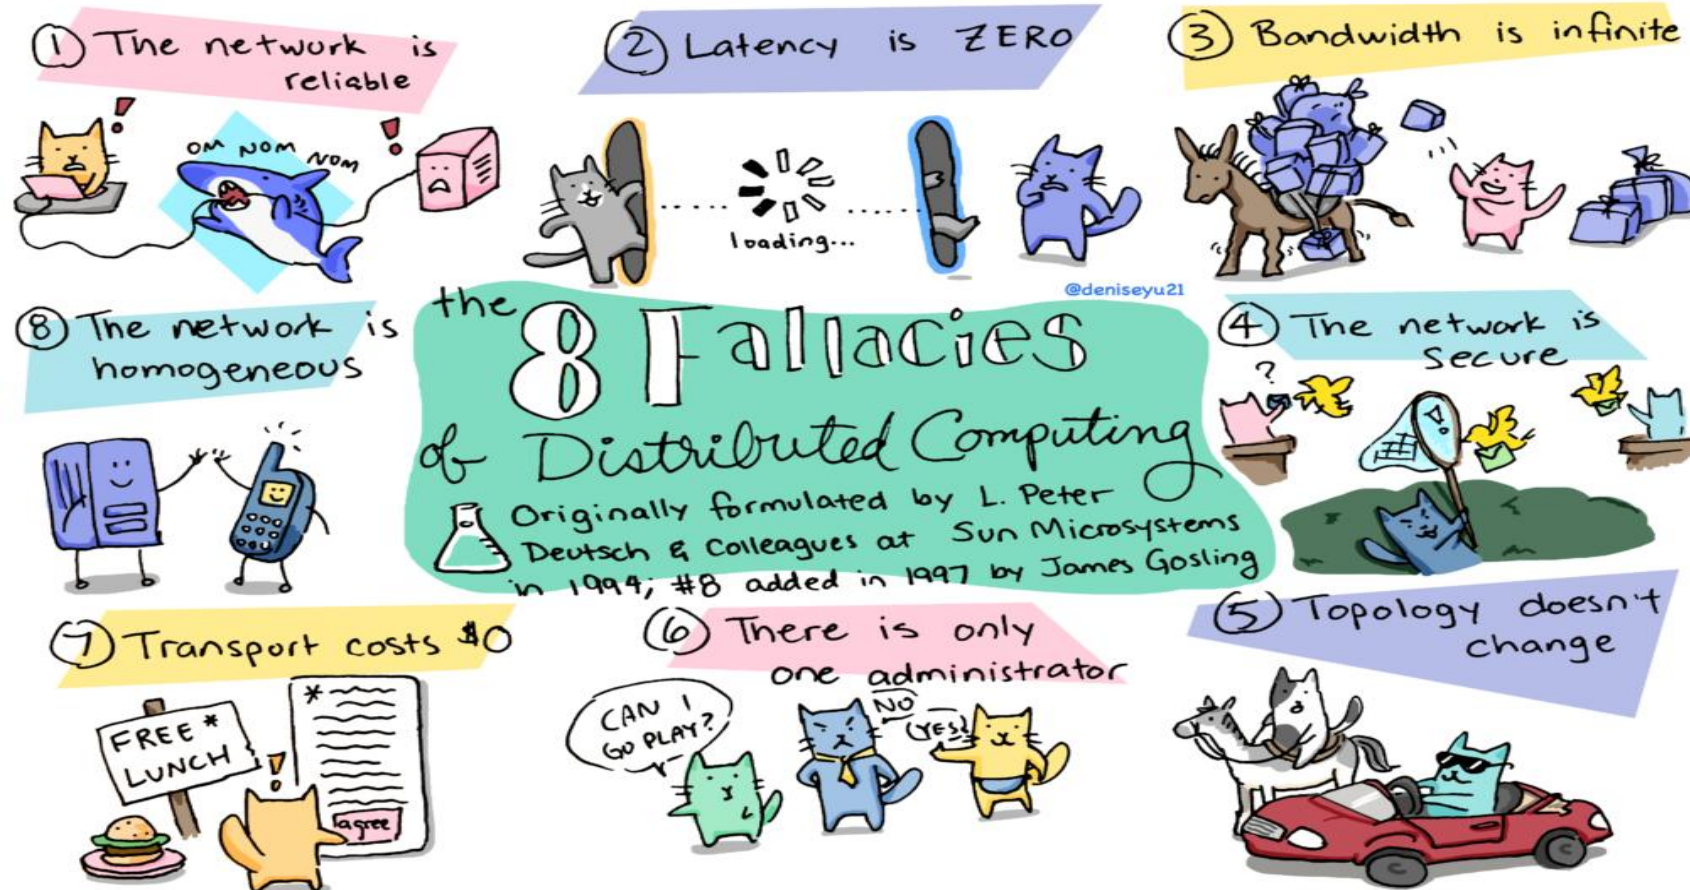 ① The network is
reliable
OM NOM NOM
② Latency is ZERO
loading...
③ Bandwidth is infinite
@deniseyu21
the
8 Fallacies
of Distributed Computing
Originally formulated by L. Peter
Deutsch & Colleagues at Sun Microsystems
in 1994; #8 added in 1997 by James Gosling
④ The network is
secure
?
⑤ Topology doesn't
change
⑥ There is only
one administrator
CAN I
GO PLAY?
NO
YES!
⑦ Transport costs $0
FREE*
LUNCH
*
agree
⑧ The network is
homogeneous